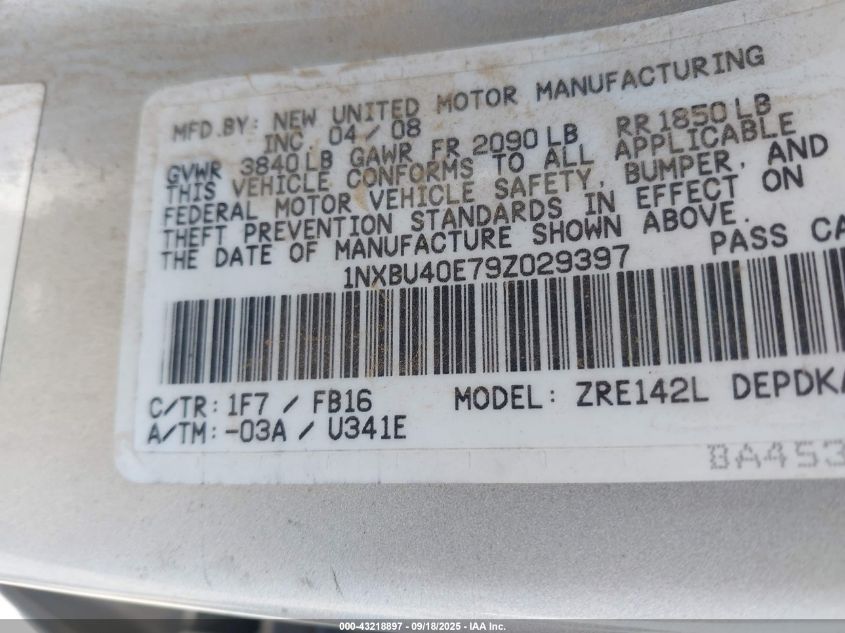 MFD.BY: NEW UNITED MOTOR MANUFACTURING
INC. 04/08
GVWR 3840LB GAWR FR 2090LB RR1850LB
THIS VEHICLE CONFORMS TO ALL APPLICABLE
FEDERAL MOTOR VEHICLE SAFETY, BUMPER, AND
THEFT PREVENTION STANDARDS IN EFFECT ON
THE DATE OF MANUFACTURE SHOWN ABOVE.
1NXBU40E79Z029397 PASS CA
C/TR: 1F7 / FB16 MODEL: ZRE142L DEPDKA
A/TM: -03A / U341E
8A453
000-43218897 - 09/18/2025 - IAA Inc.